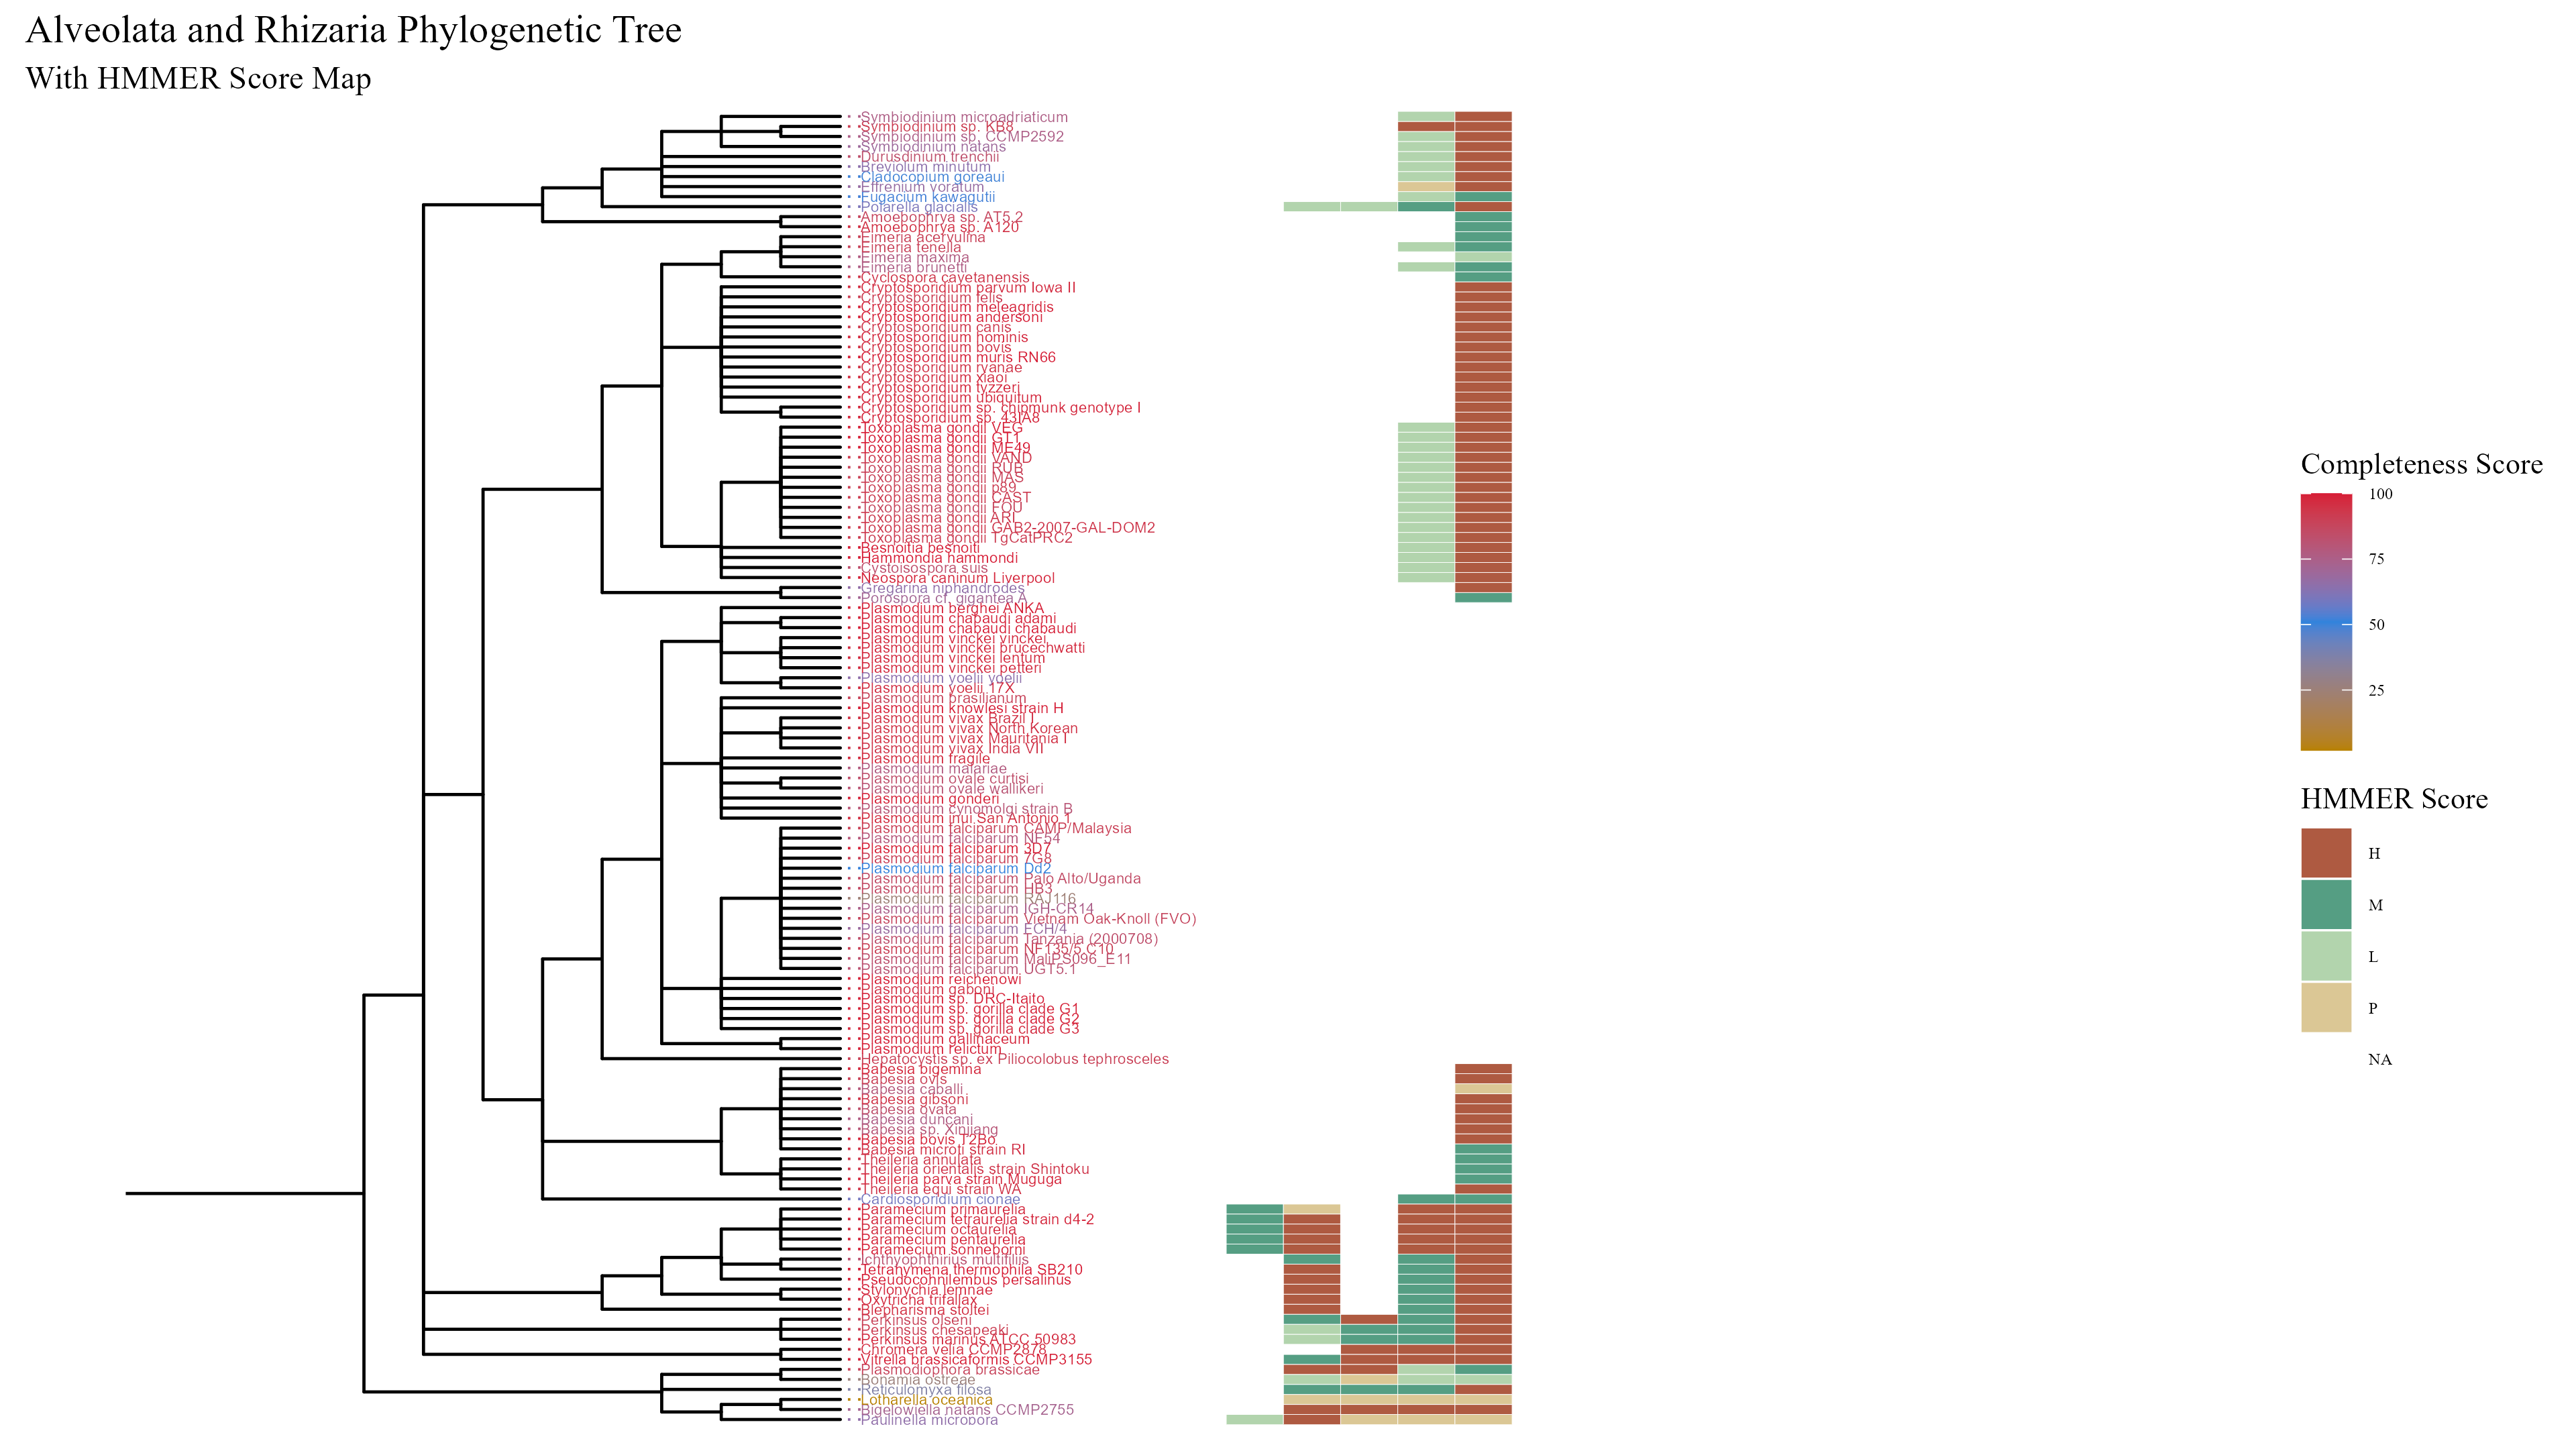 Alveolata and Rhizaria Phylogenetic Tree
With HMMER Score Map
Symbiodinium microadriaticum
Symbiodinium sp. KB8
Symbiodinium sp. CCMP2592
Symbiodinium natans
Durusdinium trenchii
Breviolum minutum
Cladocopium goreaui
Effrenium voratum
Fugacium kawagutii
Polarella glacialis
Amoebophrya sp. AT5.2
Amoebophrya sp. A120
Eimeria acervulina
Eimeria tenella
Eimeria maxima
Eimeria brunetti
Cyclospora cayetanensis
Cryptosporidium parvum Iowa II
Cryptosporidium felis
Cryptosporidium meleagridis
Cryptosporidium andersoni
Cryptosporidium canis
Cryptosporidium hominis
Cryptosporidium bovis
Cryptosporidium muris RN66
Cryptosporidium ryanae
Cryptosporidium xiaoi
Cryptosporidium tyzzeri
Cryptosporidium ubiquitum
Cryptosporidium sp. chipmunk genotype I
Cryptosporidium sp. 43IA8
Toxoplasma gondii VEG
Toxoplasma gondii GT1
Toxoplasma gondii ME49
Toxoplasma gondii VAND
Toxoplasma gondii RUB
Toxoplasma gondii MAS
Toxoplasma gondii p89
Toxoplasma gondii CAST
Toxoplasma gondii FOU
Toxoplasma gondii ARI
Toxoplasma gondii GAB2-2007-GAL-DOM2
Toxoplasma gondii TgCatPRC2
Besnoitia besnoiti
Hammondia hammondi
Cystoisospora suis
Neospora caninum Liverpool
Gregarina niphandrodes
Porospora cf. gigantea A
Plasmodium berghei ANKA
Plasmodium chabaudi adami
Plasmodium chabaudi chabaudi
Plasmodium vinckei vinckei
Plasmodium vinckei brucechwatti
Plasmodium vinckei lentum
Plasmodium vinckei petteri
Plasmodium yoelii yoelii
Plasmodium yoelii 17X
Plasmodium brasilianum
Plasmodium knowlesi strain H
Plasmodium vivax Brazil I
Plasmodium vivax North Korean
Plasmodium vivax Mauritania I
Plasmodium vivax India VII
Plasmodium fragile
Plasmodium malariae
Plasmodium ovale curtisi
Plasmodium ovale wallikeri
Plasmodium gonderi
Plasmodium cynomolgi strain B
Plasmodium inui San Antonio 1
Plasmodium falciparum CAMP/Malaysia
Plasmodium falciparum NF54
Plasmodium falciparum 3D7
Plasmodium falciparum 7G8
Plasmodium falciparum Dd2
Plasmodium falciparum Palo Alto/Uganda
Plasmodium falciparum HB3
Plasmodium falciparum RAJ116
Plasmodium falciparum IGH-CR14
Plasmodium falciparum Vietnam Oak-Knoll (FVO)
Plasmodium falciparum ECH/4
Plasmodium falciparum Tanzania (2000708)
Plasmodium falciparum NF135/5.C10
Plasmodium falciparum MaliPS096_E11
Plasmodium falciparum UGT5.1
Plasmodium reichenowi
Plasmodium gaboni
Plasmodium sp. DRC-Itaito
Plasmodium sp. gorilla clade G1
Plasmodium sp. gorilla clade G2
Plasmodium sp. gorilla clade G3
Plasmodium gallinaceum
Plasmodium relictum
Hepatocystis sp. ex Piliocolobus tephrosceles
Babesia bigemina
Babesia ovis
Babesia caballi
Babesia gibsoni
Babesia ovata
Babesia duncani
Babesia sp. Xinjiang
Babesia bovis T2Bo
Babesia microti strain RI
Theileria annulata
Theileria orientalis strain Shintoku
Theileria parva strain Muguga
Theileria equi strain WA
Cardiosporidium cionae
Paramecium primaurelia
Paramecium tetraurelia strain d4-2
Paramecium octaurelia
Paramecium pentaurelia
Paramecium sonneborni
Ichthyophthirius multifiliis
Tetrahymena thermophila SB210
Pseudocohnilembus persalinus
Stylonychia lemnae
Oxytricha trifallax
Blepharisma stoltei
Perkinsus olseni
Perkinsus chesapeaki
Perkinsus marinus ATCC 50983
Chromera velia CCMP2878
Vitrella brassicaformis CCMP3155
Plasmodiophora brassicae
Bonamia ostreae
Reticulomyxa filosa
Lotharella oceanica
Bigelowiella natans CCMP2755
Paulinella micropora
Completeness Score
100
75
50
25
HMMER Score
H
M
L
P
NA